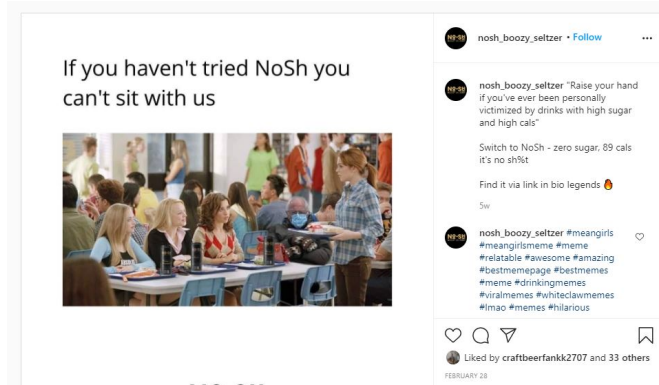 If you haven't tried NoSh you
can't sit with us
nosh_boozy_seltzer • Follow
nosh_boozy_seltzer "Raise your hand
if you've ever been personally
victimized by drinks with high sugar
and high cals"
Switch to NoSh - zero sugar, 89 cals
it's no sh%t
Find it via link in bio legends 🔥
5w
nosh_boozy_seltzer #meangirls
#meangirlsmeme #meme
#relatable #awesome #amazing
#bestmemepage #bestmemes
#meme #drinkingmemes
#viralmemes #whiteclawmemes
#lmao #memes #hilarious
Liked by craftbeerfankk2707 and 33 others
FEBRUARY 28